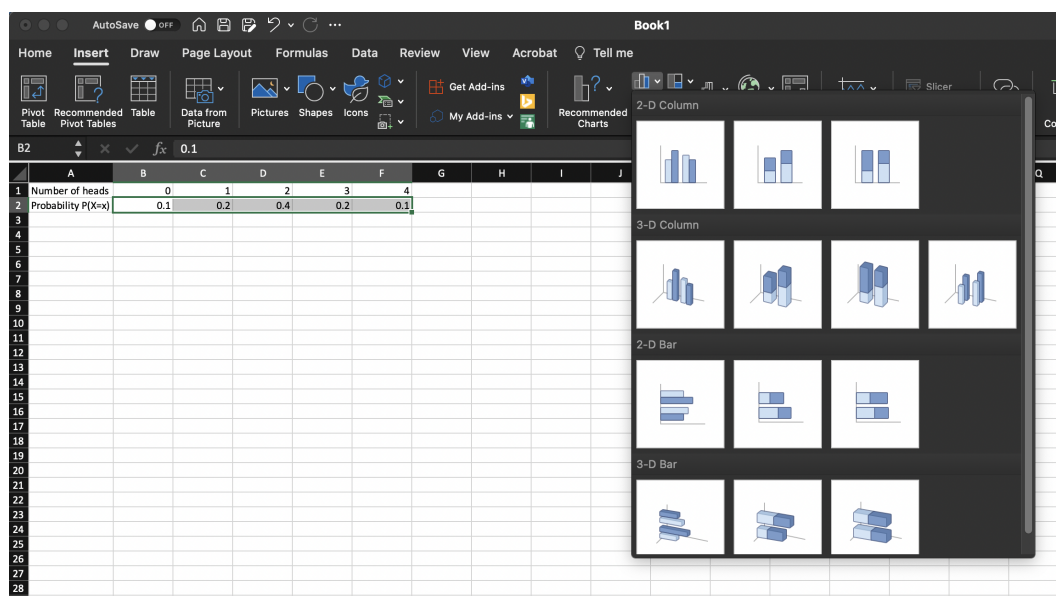 AutoSave OFF
Book1
Home Insert Draw Page Layout Formulas Data Review View Acrobat Tell me
Pivot Table
Recommended Pivot Tables
Table
Data from Picture
Pictures
Shapes
Icons
Get Add-ins
My Add-ins
Recommended Charts
Slicer
Co
B2 fx 0.1
A B C D E F G H I J Q
1 Number of heads 0 1 2 3 4
2 Probability P(X=x) 0.1 0.2 0.4 0.2 0.1
3
4
5
6
7
8
9
10
11
12
13
14
15
16
17
18
19
20
21
22
23
24
25
26
27
28
2-D Column
3-D Column
2-D Bar
3-D Bar